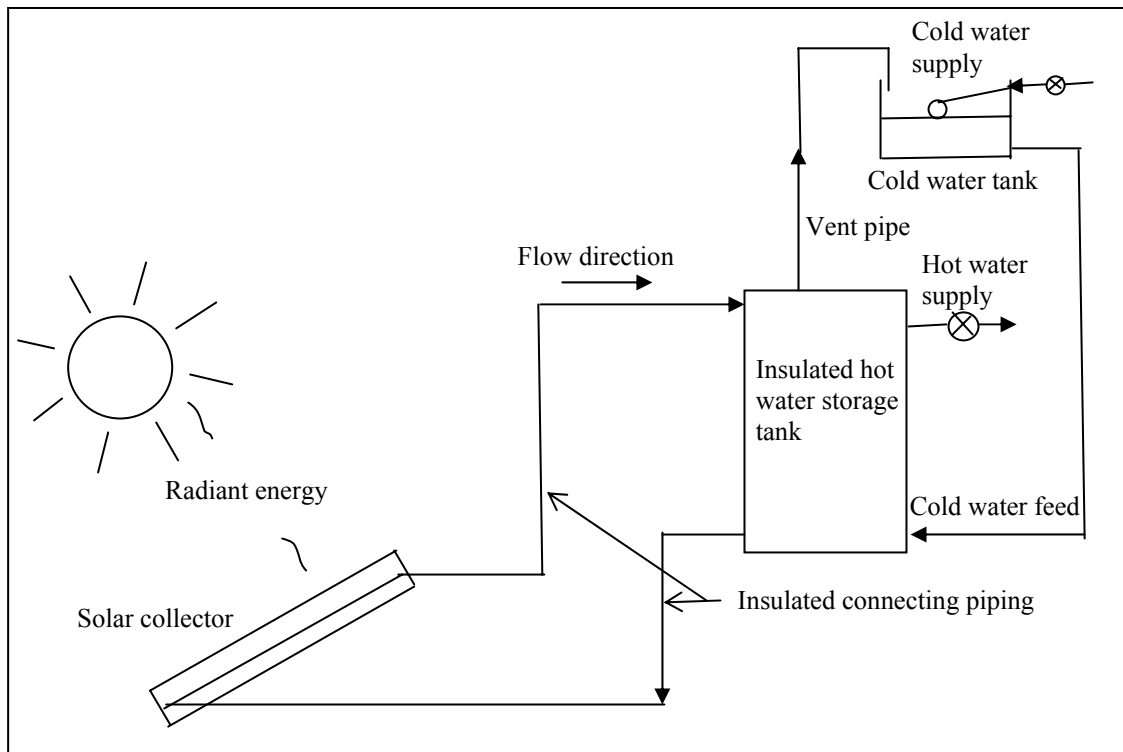 Cold water
supply
Cold water tank
Vent pipe
Flow direction
Hot water
supply
Insulated hot
water storage
tank
Radiant energy
Cold water feed
Solar collector
Insulated connecting piping